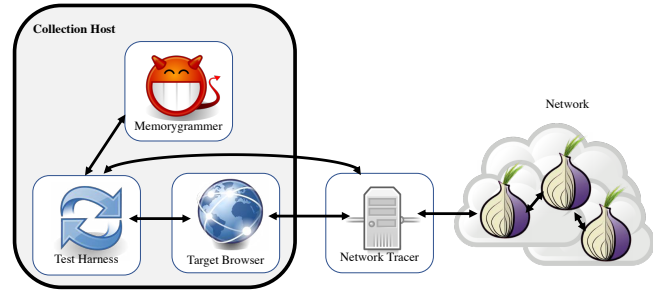 Collection Host
Memorygrammer
Network
Test Harness
Target Browser
Network Tracer